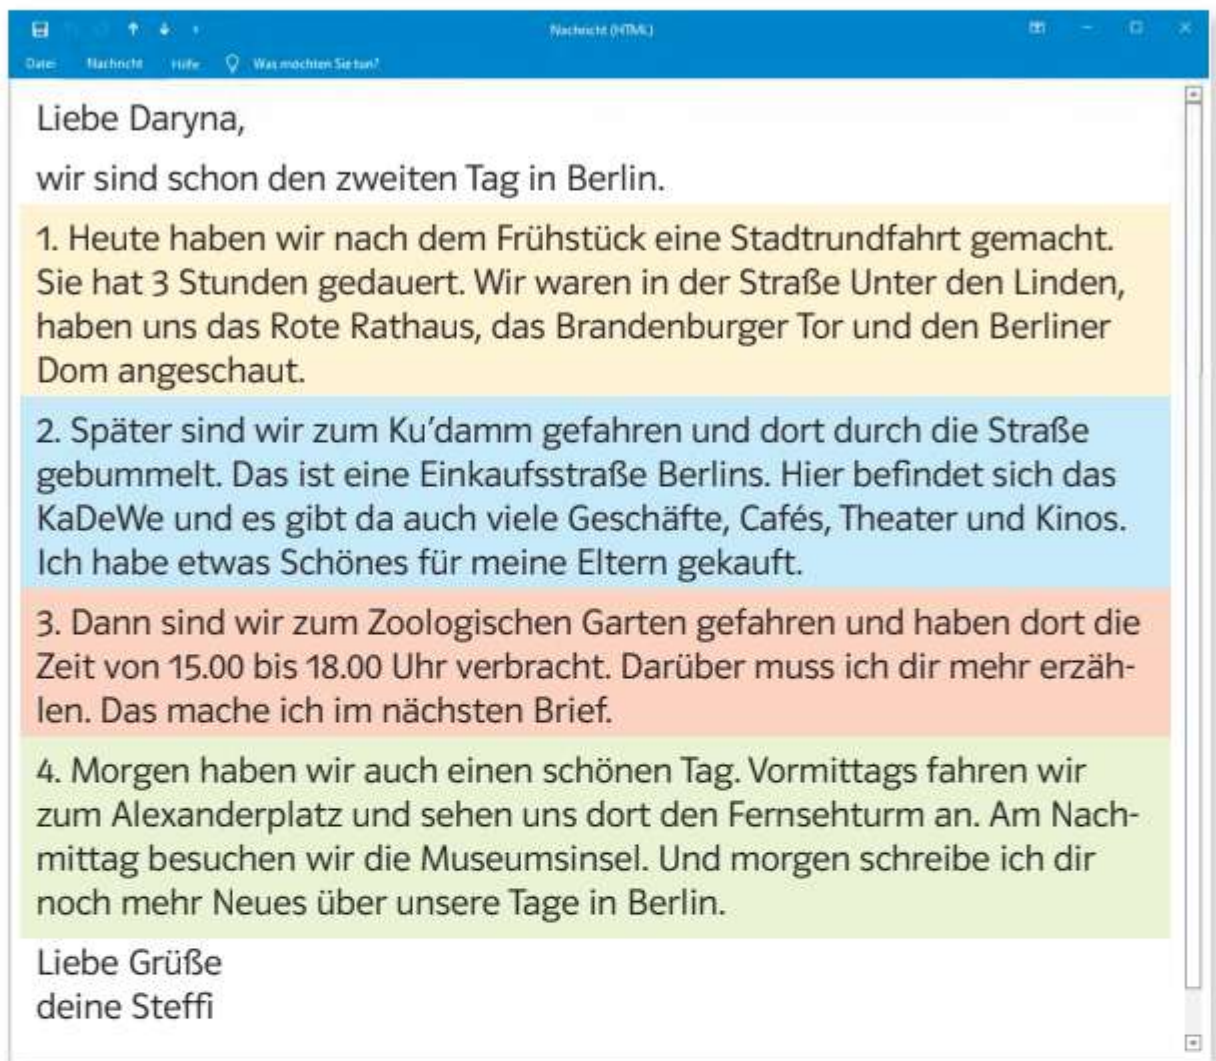 Nachricht (HTML)
Datei Nachricht Hilfe Was möchten Sie tun?
Liebe Daryna,
wir sind schon den zweiten Tag in Berlin.
1. Heute haben wir nach dem Frühstück eine Stadtrundfahrt gemacht.
Sie hat 3 Stunden gedauert. Wir waren in der Straße Unter den Linden,
haben uns das Rote Rathaus, das Brandenburger Tor und den Berliner
Dom angeschaut.
2. Später sind wir zum Ku’damm gefahren und dort durch die Straße
gebummelt. Das ist eine Einkaufsstraße Berlins. Hier befindet sich das
KaDeWe und es gibt da auch viele Geschäfte, Cafés, Theater und Kinos.
Ich habe etwas Schönes für meine Eltern gekauft.
3. Dann sind wir zum Zoologischen Garten gefahren und haben dort die
Zeit von 15.00 bis 18.00 Uhr verbracht. Darüber muss ich dir mehr erzäh-
len. Das mache ich im nächsten Brief.
4. Morgen haben wir auch einen schönen Tag. Vormittags fahren wir
zum Alexanderplatz und sehen uns dort den Fernsehturm an. Am Nach-
mittag besuchen wir die Museumsinsel. Und morgen schreibe ich dir
noch mehr Neues über unsere Tage in Berlin.
Liebe Grüße
deine Steffi